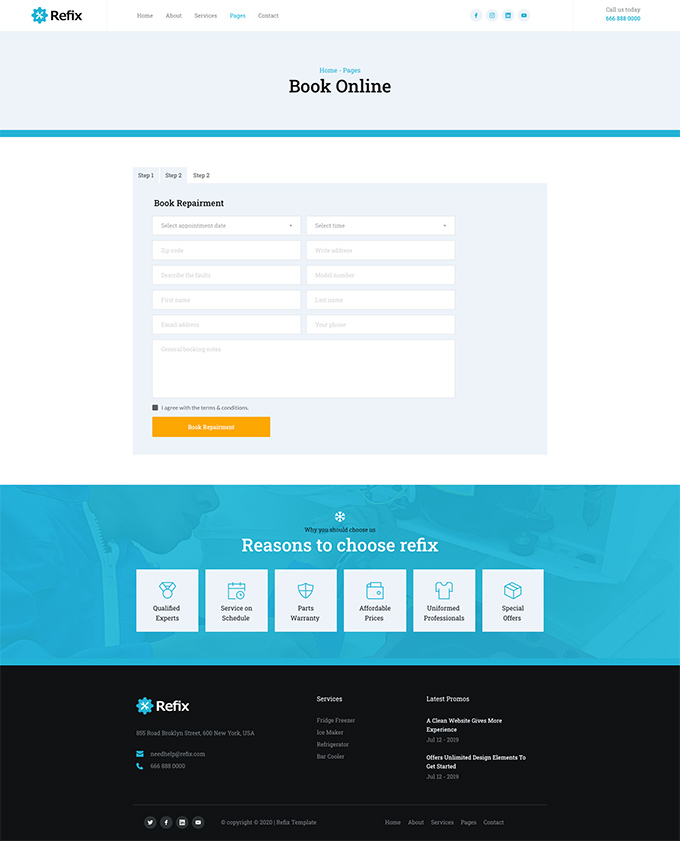 Refix
Home About Services Pages Contact
Call us today
666 888 0000
Home - Pages
Book Online
Step 1 Step 2 Step 2
Book Repairment
Select appointment date Select time
Zip code Write address
Describe the faults Model number
First name Last name
Email address Your phone
General booking notes
I agree with the terms & conditions.
Book Repairment
Why you should choose us
Reasons to choose refix
Qualified
Experts
Service on
Schedule
Parts
Warranty
Affordable
Prices
Uniformed
Professionals
Special
Offers
Refix
855 Road Broklyn Street, 600 New York, USA
needhelp@refix.com
666 888 0000
Services
Fridge Freezer
Ice Maker
Refrigerator
Bar Cooler
Latest Promos
A Clean Website Gives More
Experience
Jul 12 - 2019
Offers Unlimited Design Elements To
Get Started
Jul 12 - 2019
© copyright © 2020 | Refix Template
Home About Services Pages Contact